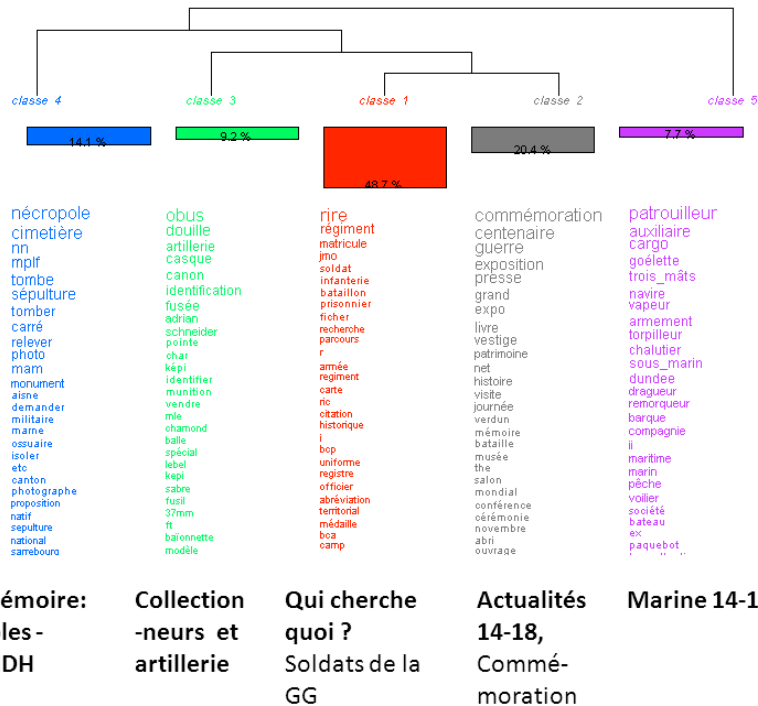 classe 4
classe 3
classe 1
classe 2
classe 5
14.1 %
9.2 %
48.7 %
20.4 %
7.7 %
nécropole
cimetière
nn
mplf
tombe
sépulture
tomber
carré
relever
photo
mam
monument
aisne
demander
militaire
marne
ossuaire
isoler
etc
canton
photographe
proposition
natif
sepulture
national
sarrebourg
obus
douille
artillerie
casque
canon
identification
fusée
adrian
schneider
pointe
char
képi
identifier
munition
vendre
mle
chamond
balle
spécial
lebel
kepi
sabre
fusil
37mm
ft
baïonnette
modèle
rire
régiment
matricule
jmo
soldat
infanterie
bataillon
prisonnier
ficher
recherche
parcours
r
armée
regiment
carte
ric
citation
historique
i
bcp
uniforme
registre
officier
abréviation
territorial
médaille
bca
camp
commémoration
centenaire
guerre
exposition
presse
grand
expo
livre
vestige
patrimoine
net
histoire
visite
journée
verdun
mémoire
bataille
musée
the
salon
mondial
conférence
cérémonie
novembre
abri
ouvrage
patrouilleur
auxiliaire
cargo
goélette
trois_mâts
navire
vapeur
armement
torpilleur
chalutier
sous_marin
dundee
dragueur
remorqueur
barque
compagnie
ii
maritime
marin
pêche
voilier
société
bateau
ex
paquebot
émoire:
les -
DH
Collection
-neurs et
artillerie
Qui cherche
quoi ?
Soldats de la
GG
Actualités
14-18,
Commé-
moration
Marine 14-1